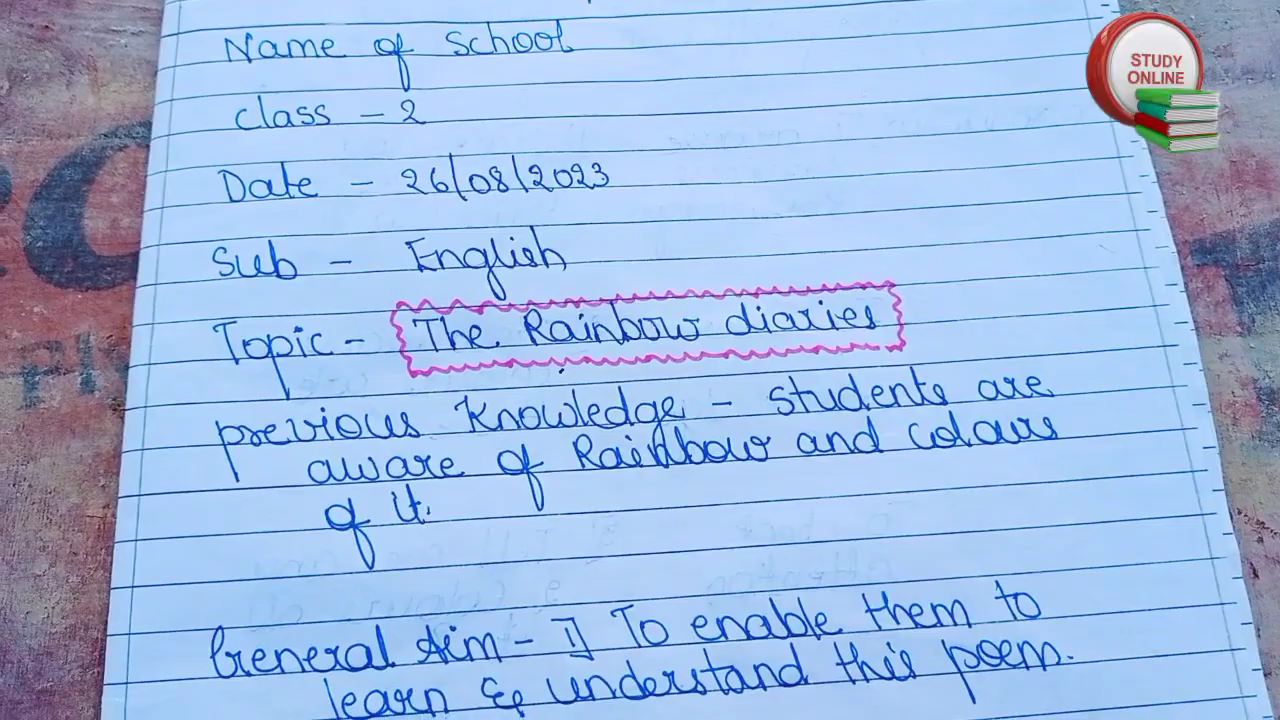 Name of School
Class - 2
Date - 26/08/2023
Sub - English
Topic - The Rainbow diaries
previous Knowledge - students are
aware of Rainbow and colours
of it.
General Aim - 1) To enable them to
learn & understand this poem.
STUDY
ONLINE